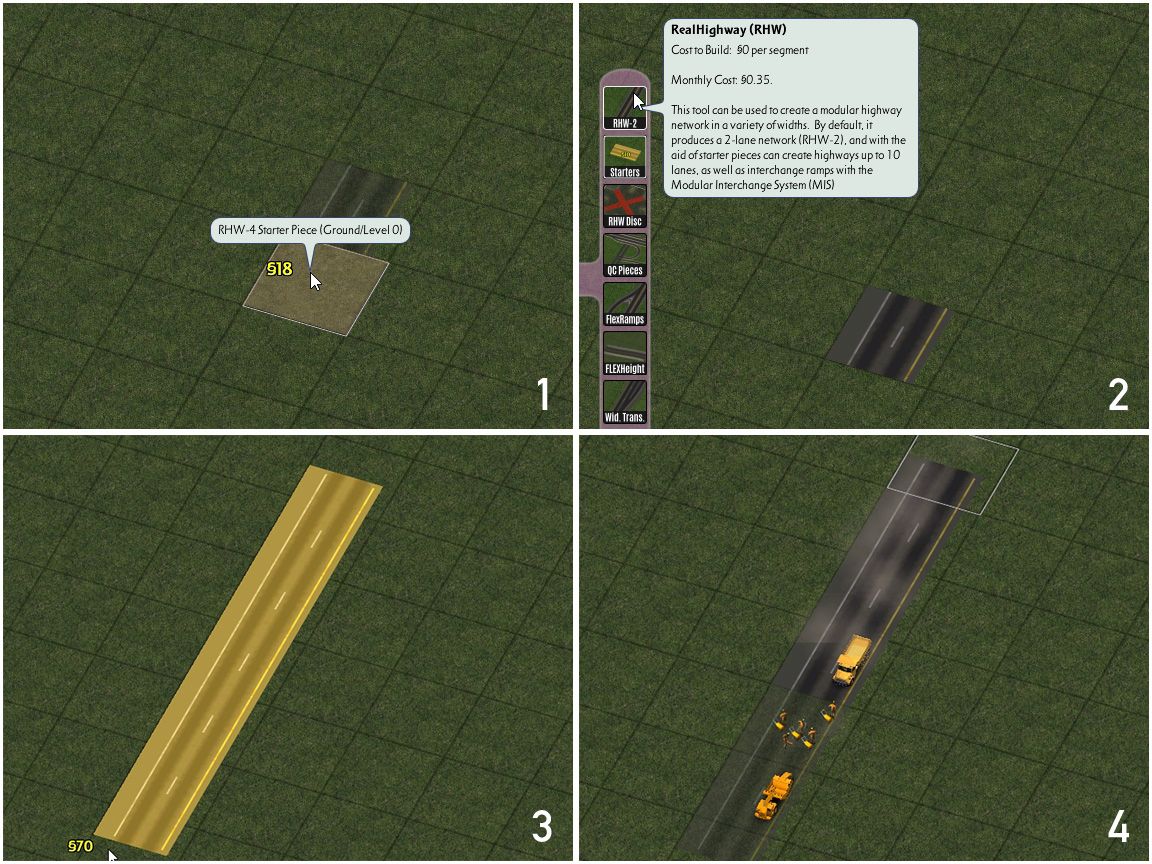 RHW-4 Starter Piece (Ground/Level 0)
§18
1
RealHighway (RHW)
Cost to Build: §0 per segment
Monthly Cost: §0.35.
This tool can be used to create a modular highway
network in a variety of widths. By default, it
produces a 2-lane network (RHW-2), and with the
aid of starter pieces can create highways up to 10
lanes, as well as interchange ramps with the
Modular Interchange System (MIS)
RHW-2
Starters
RHW Disc
QC Pieces
FlexRamps
FLEXHeight
Wid. Trans.
2
§70
3
4